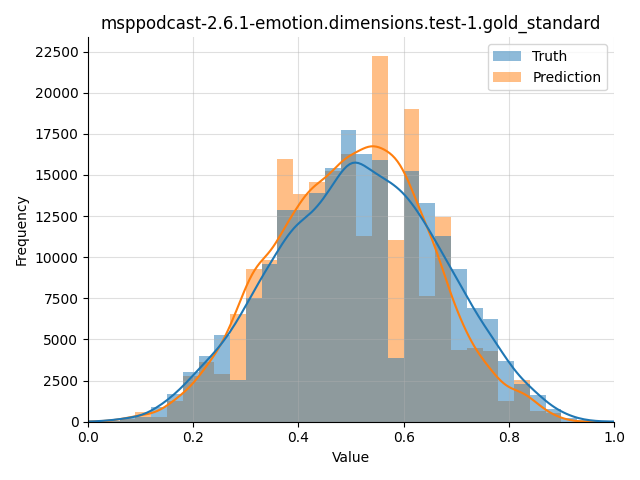 msppodcast-2.6.1-emotion.dimensions.test-1.gold_standard
Truth
Prediction
22500
20000
17500
15000
12500
10000
7500
5000
2500
0
Frequency
0.0 0.2 0.4 0.6 0.8 1.0
Value